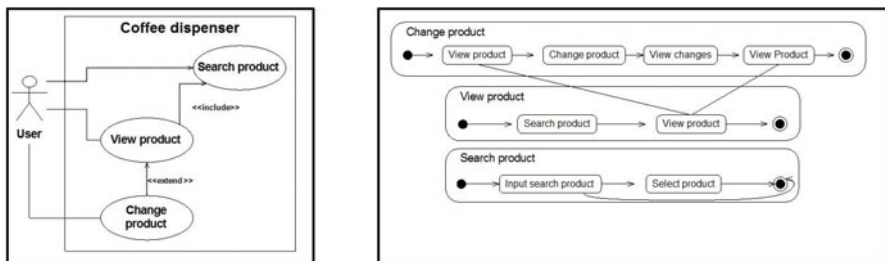 Coffee dispenser
Search product
<<include>>
User
View product
<<extend>>
Change
product
Change product
View product
Change product
View changes
View Product
View product
Search product
View product
Search product
Input search product
Select product